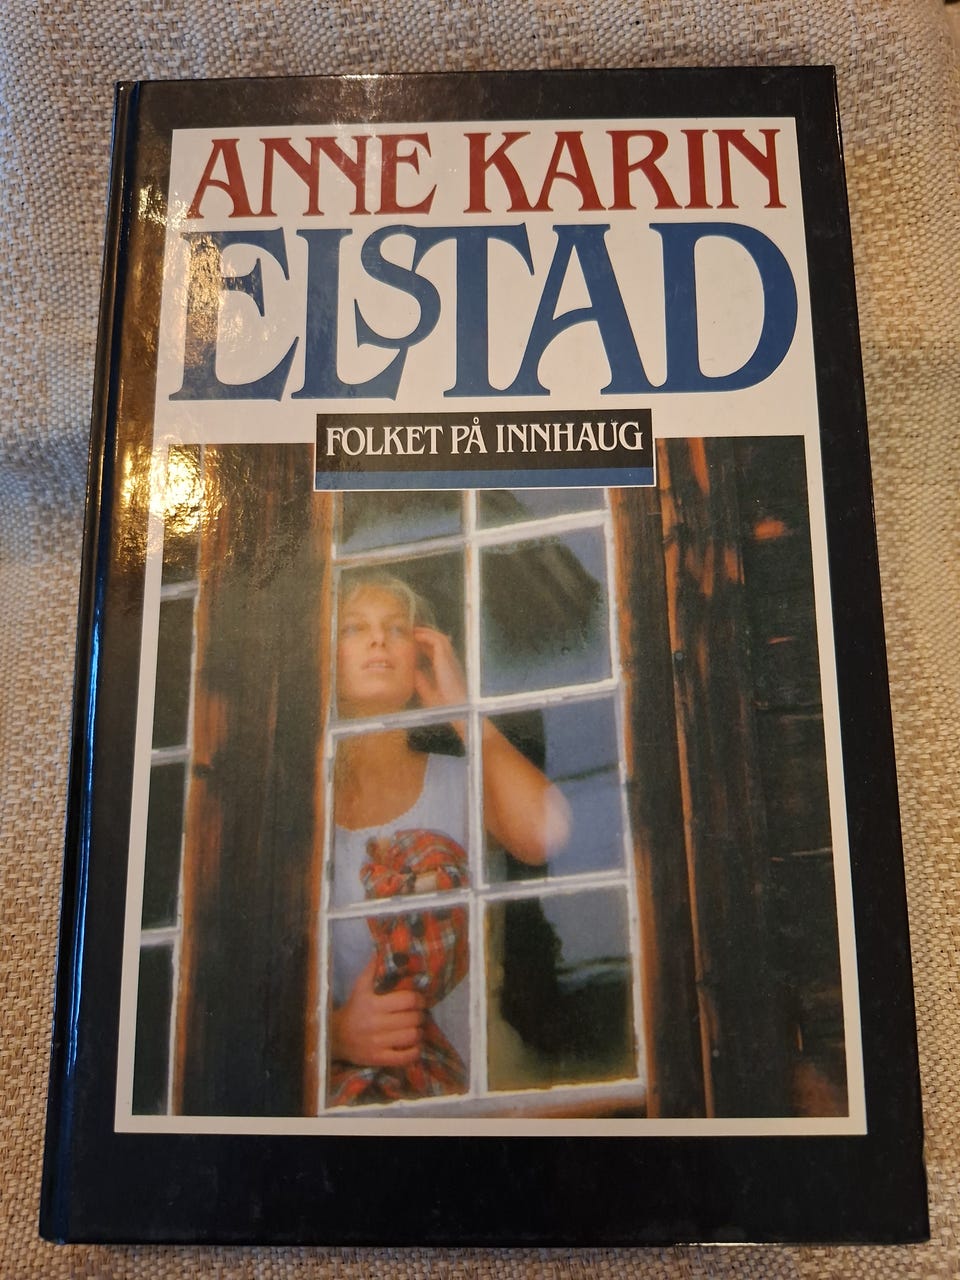 ANNE KARIN
ELSTAD
FOLKET PÅ INNHAUG